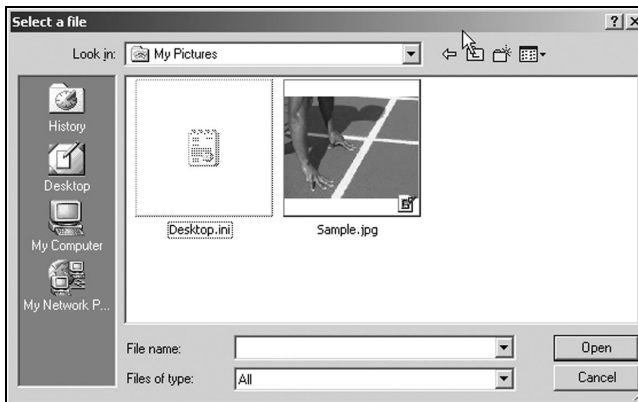 Select a file
Look in: My Pictures
History
Desktop
My Computer
My Network P...
Desktop.ini
Sample.jpg
File name:
Open
Files of type: All
Cancel